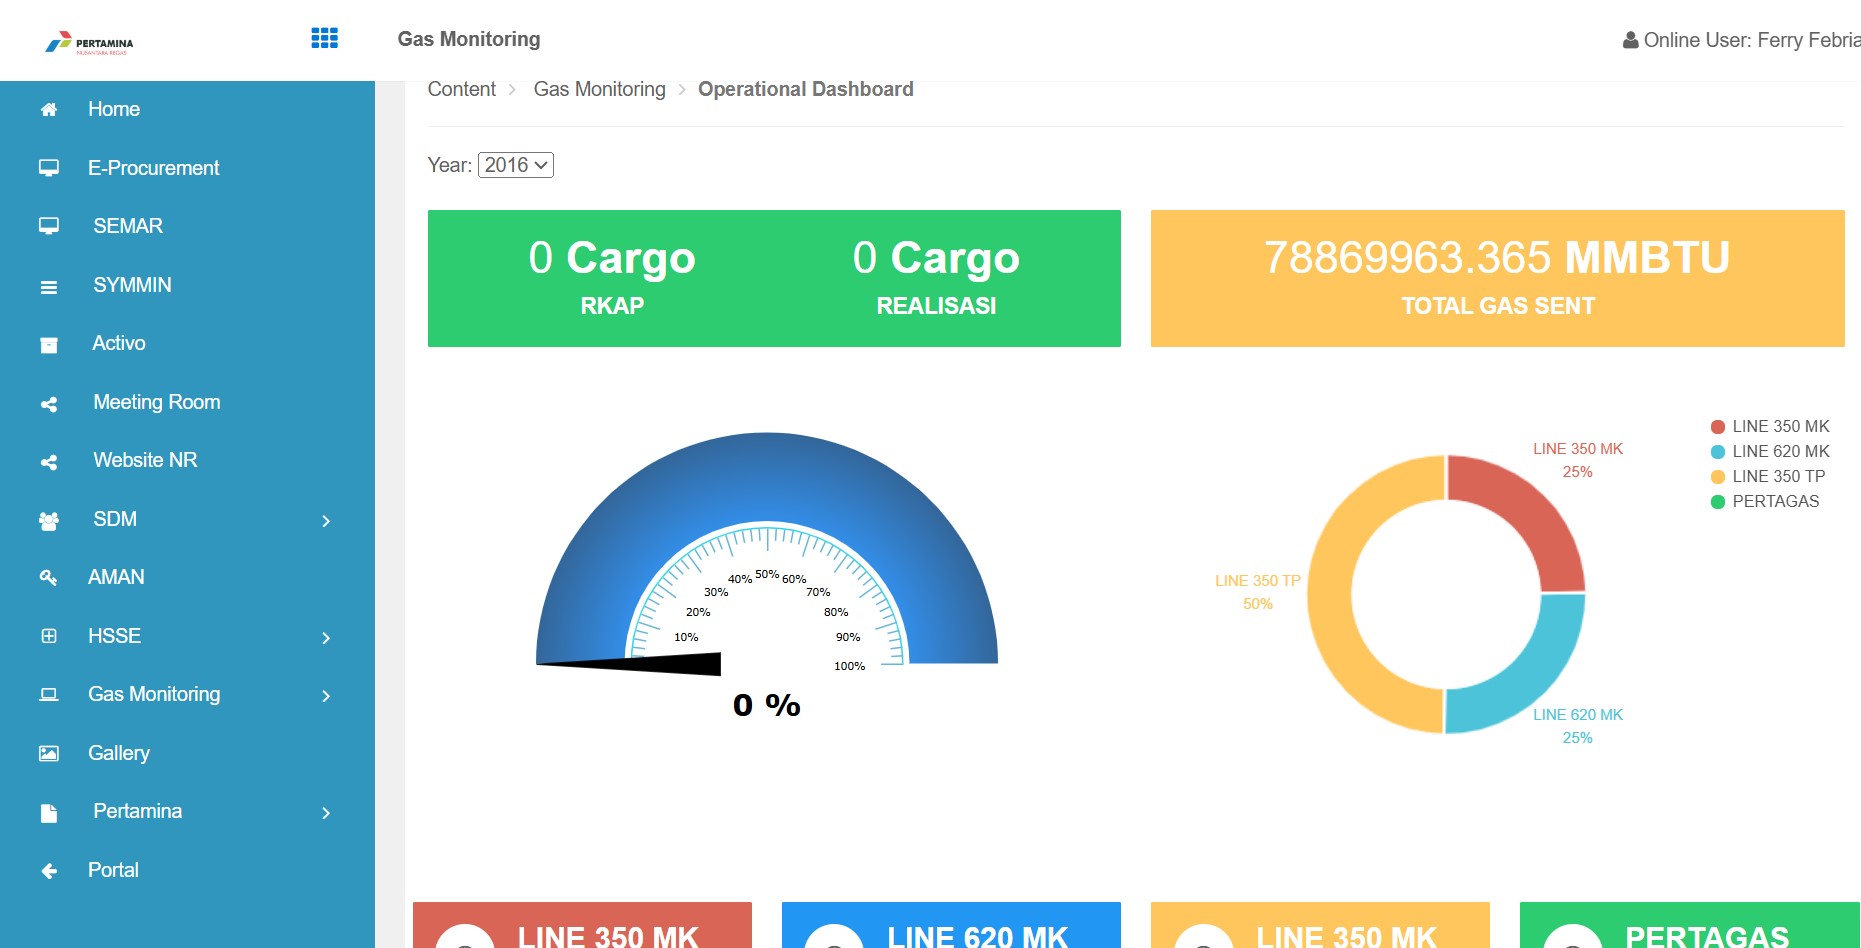 PERTAMINA
NUSANTARA REGAS
Gas Monitoring
Online User: Ferry Febria
Content
Gas Monitoring
Operational Dashboard
Home
E-Procurement
SEMAR
SYMMIN
Activo
Meeting Room
Website NR
SDM
AMAN
HSSE
Gas Monitoring
Gallery
Pertamina
Portal
Year: 2016
0 Cargo
RKAP
0 Cargo
REALISASI
78869963.365 MMBTU
TOTAL GAS SENT
10%
20%
30%
40%
50%
60%
70%
80%
90%
100%
0 %
LINE 350 MK
25%
LINE 350 TP
50%
LINE 620 MK
25%
LINE 350 MK
LINE 620 MK
LINE 350 TP
PERTAGAS
LINE 350 MK
LINE 620 MK
LINE 350 MK
PERTAGAS